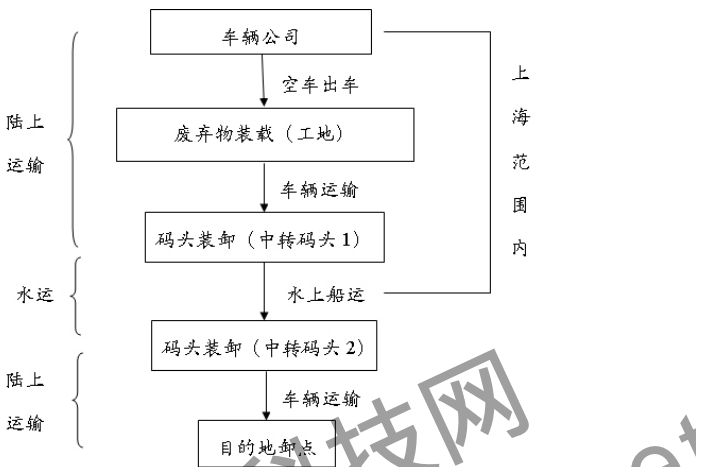 车辆公司
空车出车
废弃物装载（工地）
车辆运输
码头装卸（中转码头1）
水上船运
码头装卸（中转码头2）
车辆运输
目的地卸点
陆上
运输
水运
陆上
运输
上
海
范
围
内
科技网